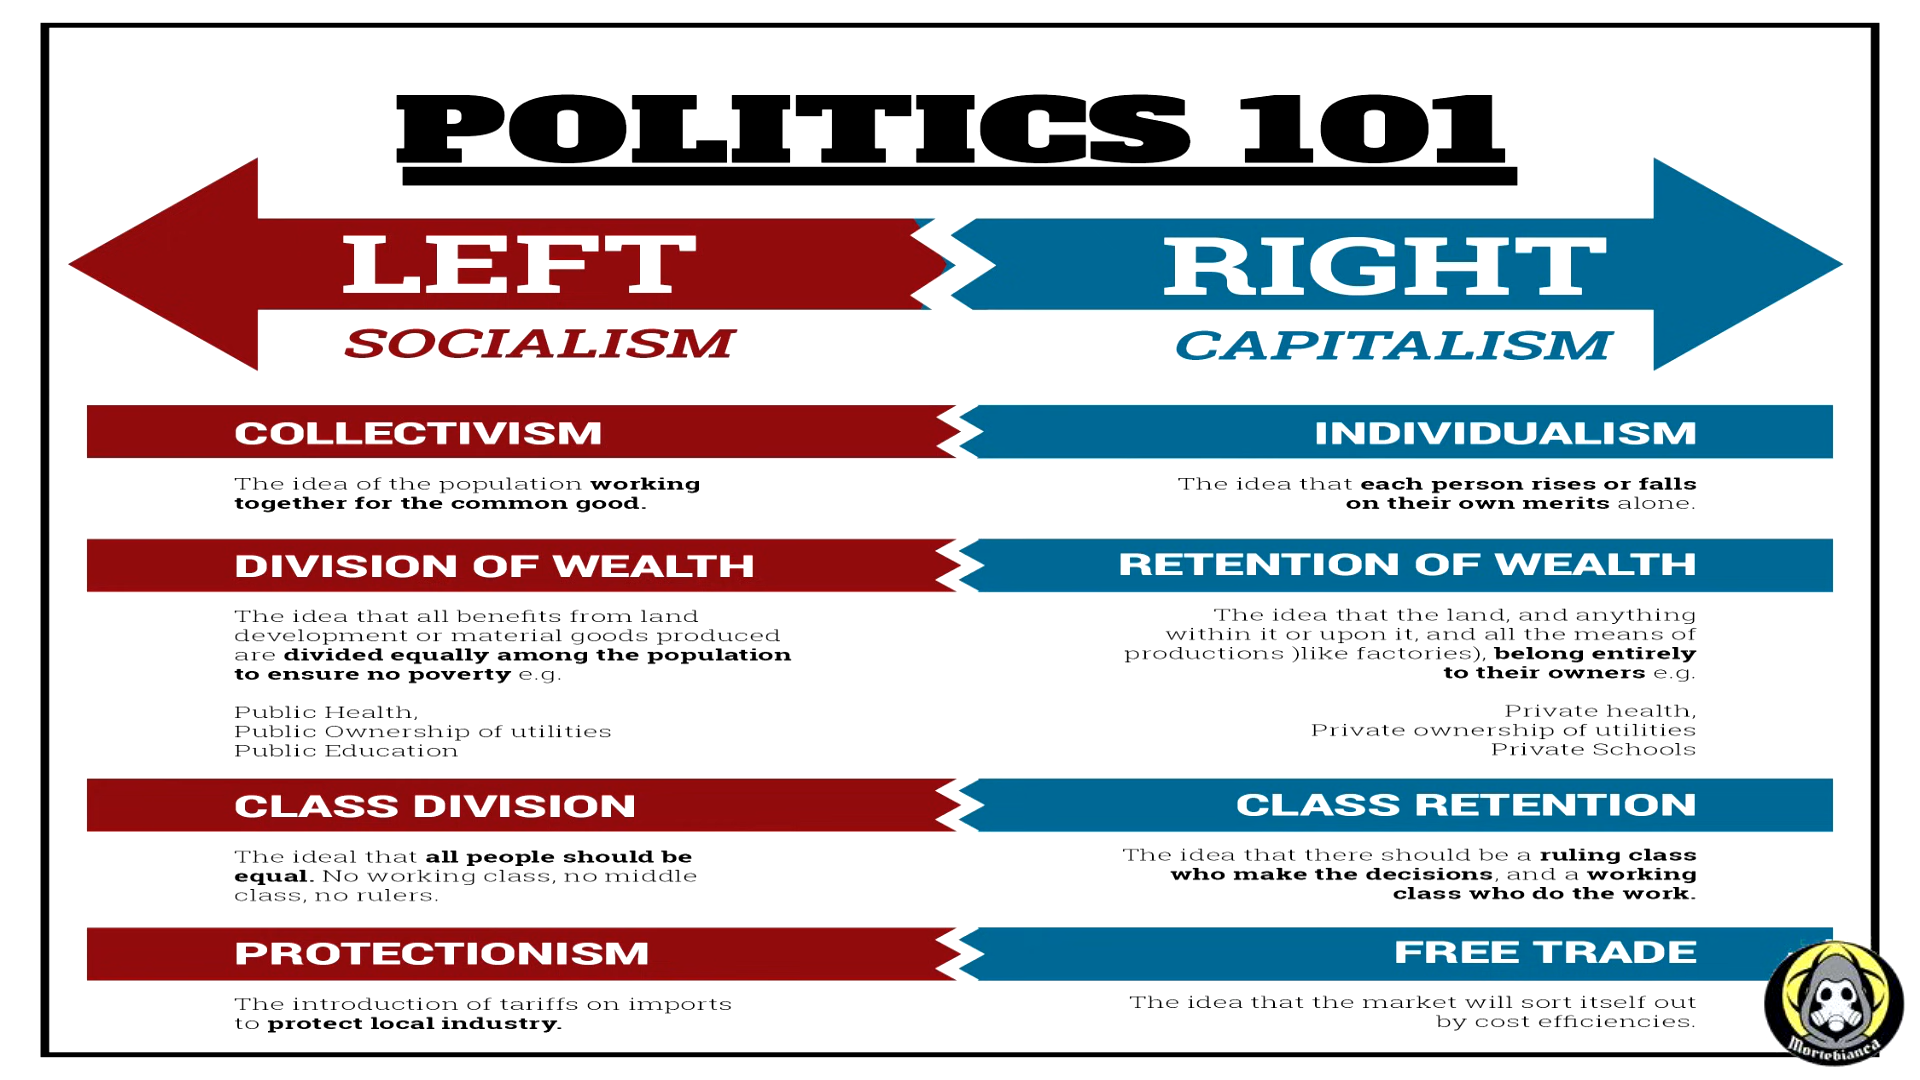 POLITICS 101
LEFT
SOCIALISM
RIGHT
CAPITALISM
COLLECTIVISM
The idea of the population working
together for the common good.
INDIVIDUALISM
The idea that each person rises or falls
on their own merits alone.
DIVISION OF WEALTH
The idea that all benefits from land
development or material goods produced
are divided equally among the population
to ensure no poverty e.g.
Public Health,
Public Ownership of utilities
Public Education
RETENTION OF WEALTH
The idea that the land, and anything
within it or upon it, and all the means of
productions )like factories), belong entirely
to their owners e.g.
Private health,
Private ownership of utilities
Private Schools
CLASS DIVISION
The ideal that all people should be
equal. No working class, no middle
class, no rulers.
CLASS RETENTION
The idea that there should be a ruling class
who make the decisions, and a working
class who do the work.
PROTECTIONISM
The introduction of tariffs on imports
to protect local industry.
FREE TRADE
The idea that the market will sort itself out
by cost efficiencies.
Mortebianca